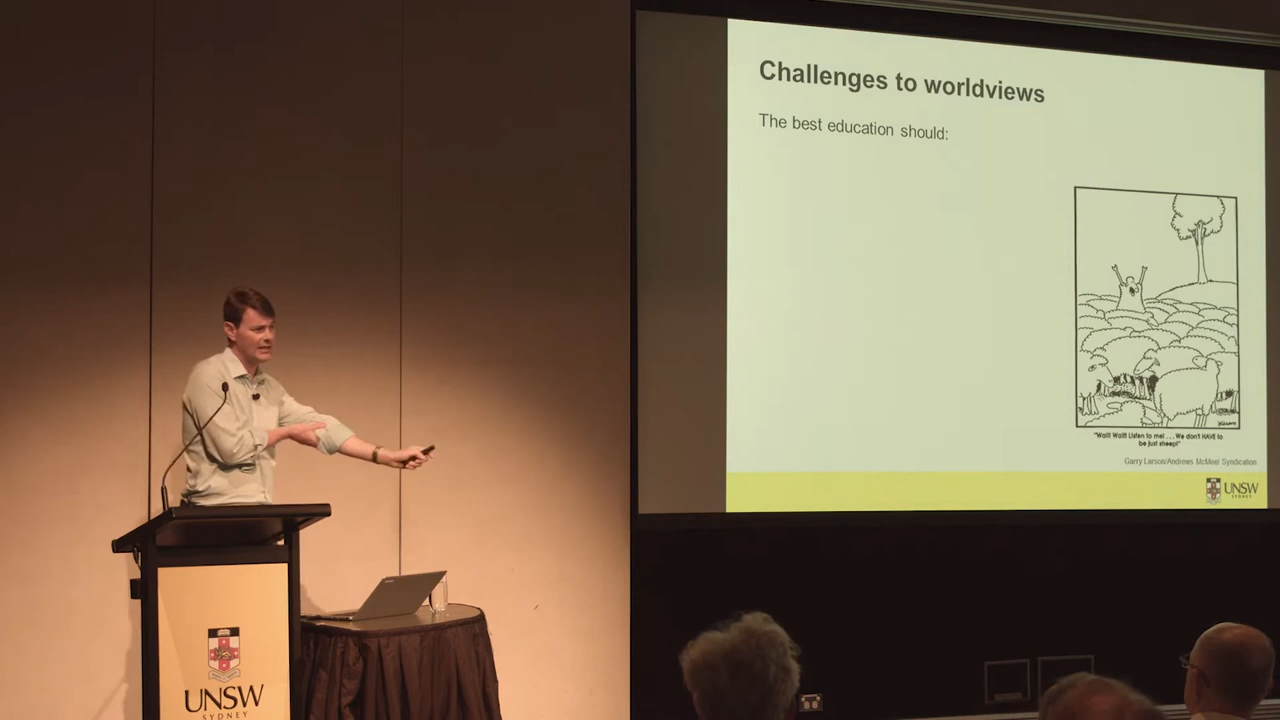 Challenges to worldviews
The best education should:
"Wait! Wait! Listen to me! ... We don't HAVE to
be just sheep!"
Garry Larson/Andrews McMeel Syndication
UNSW
SYDNEY
UNSW
SYDNEY